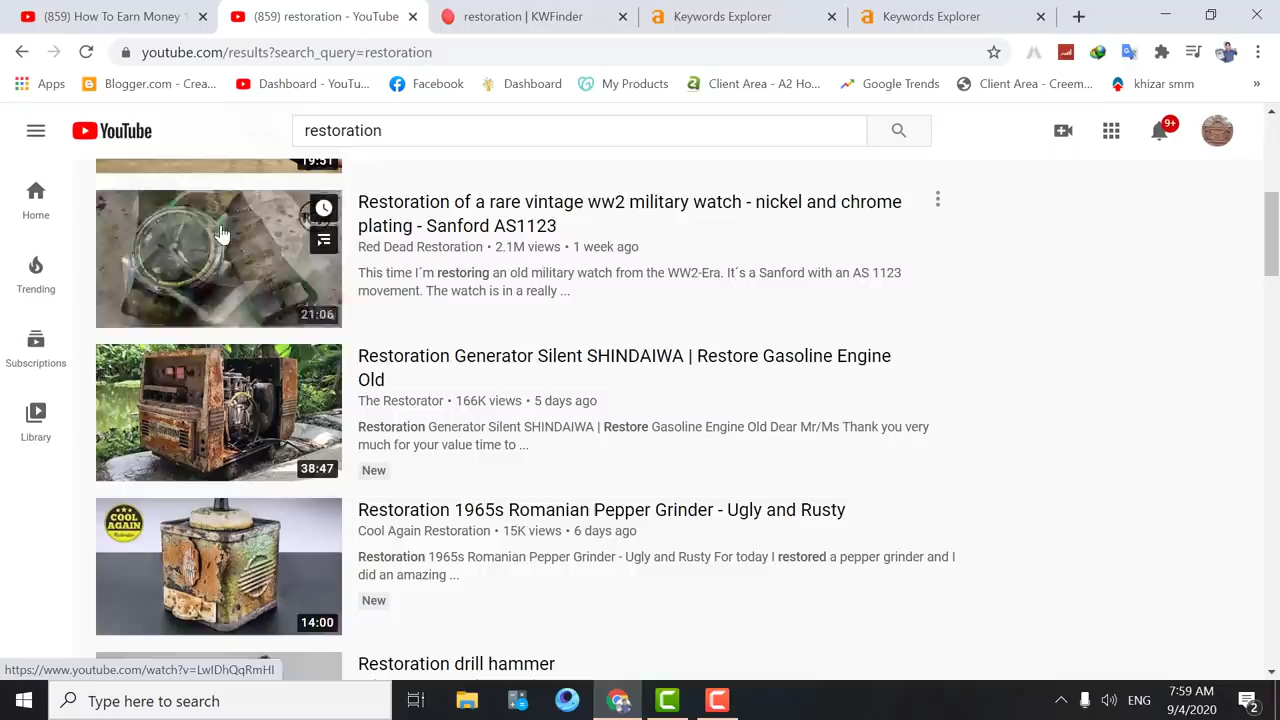 (859) How To Earn Money
(859) restoration - YouTube
restoration | KWFinder
Keywords Explorer
Keywords Explorer
youtube.com/results?search_query=restoration
Apps
Blogger.com - Crea...
Dashboard - YouTu...
Facebook
Dashboard
My Products
Client Area - A2 Ho...
Google Trends
Client Area - Creem...
khizar smm
»
YouTube
restoration
9+
Home
Trending
Subscriptions
Library
19:51
Restoration of a rare vintage ww2 military watch - nickel and chrome
plating - Sanford AS1123
Red Dead Restoration • 2.1M views • 1 week ago
This time I´m restoring an old military watch from the WW2-Era. It´s a Sanford with an AS 1123
movement. The watch is in a really ...
21:06
Restoration Generator Silent SHINDAIWA | Restore Gasoline Engine
Old
The Restorator • 166K views • 5 days ago
Restoration Generator Silent SHINDAIWA | Restore Gasoline Engine Old Dear Mr/Ms Thank you very
much for your value time to ...
New
38:47
COOL
AGAIN
Restoration 1965s Romanian Pepper Grinder - Ugly and Rusty
Cool Again Restoration • 15K views • 6 days ago
Restoration 1965s Romanian Pepper Grinder - Ugly and Rusty For today I restored a pepper grinder and I
did an amazing ...
New
14:00
Restoration drill hammer
https://www.youtube.com/watch?v=LwIDhQqRmHI
Type here to search
ENG
7:59 AM
9/4/2020
2